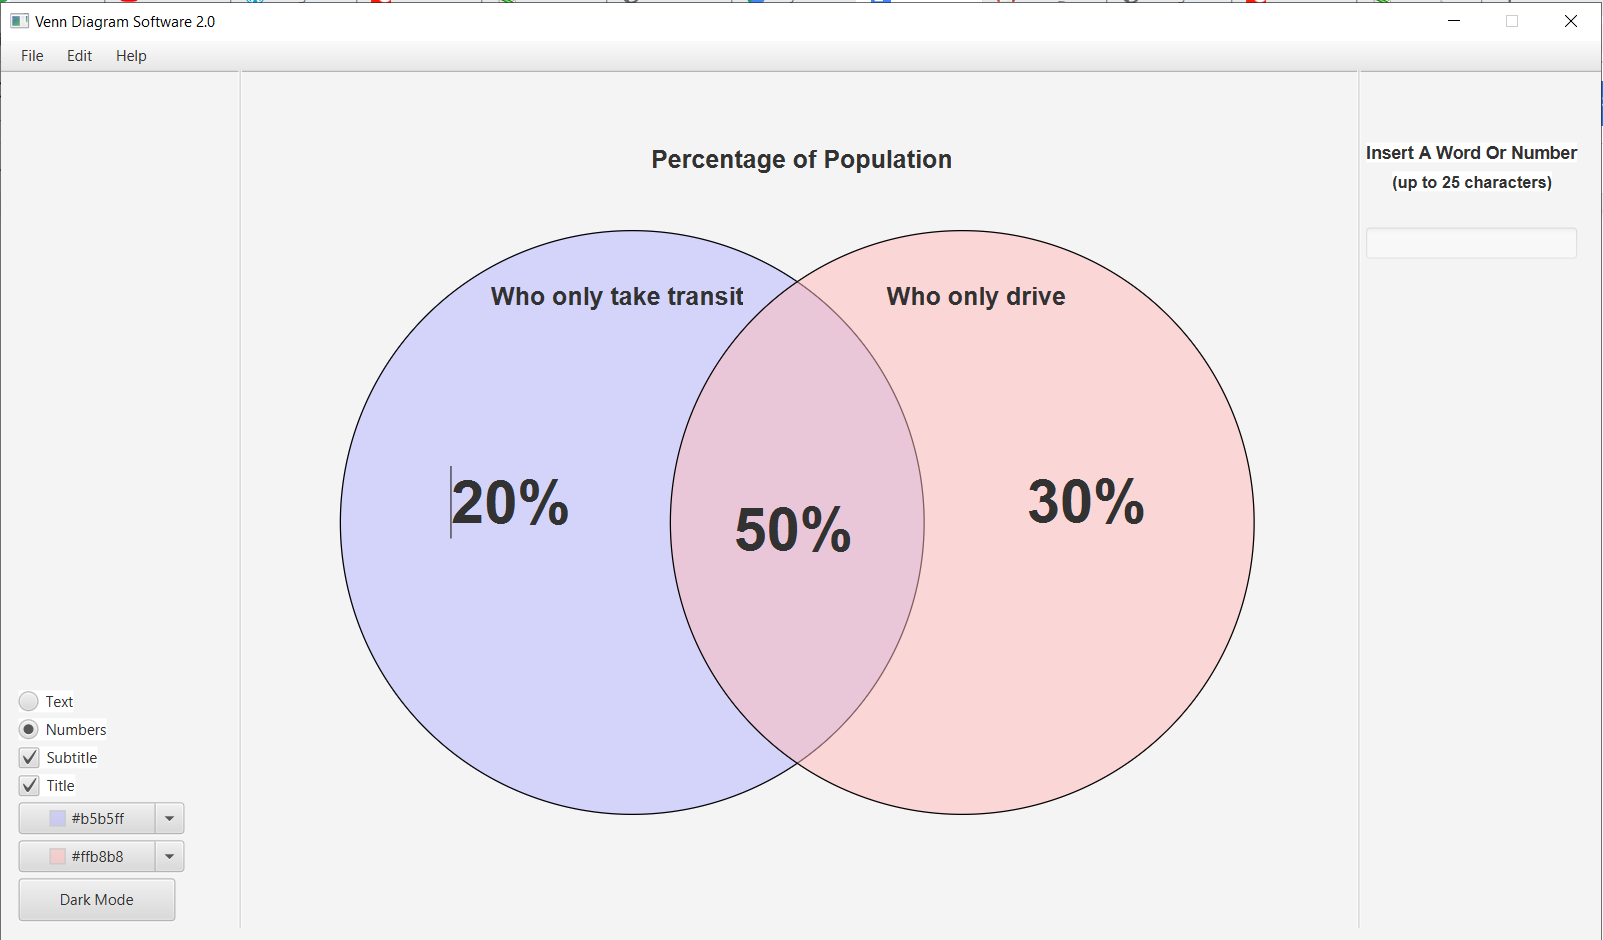 Venn Diagram Software 2.0
File Edit Help
Percentage of Population
Insert A Word Or Number
(up to 25 characters)
Who only take transit
Who only drive
20%
50%
30%
Text
Numbers
Subtitle
Title
#b5b5ff
#ffb8b8
Dark Mode